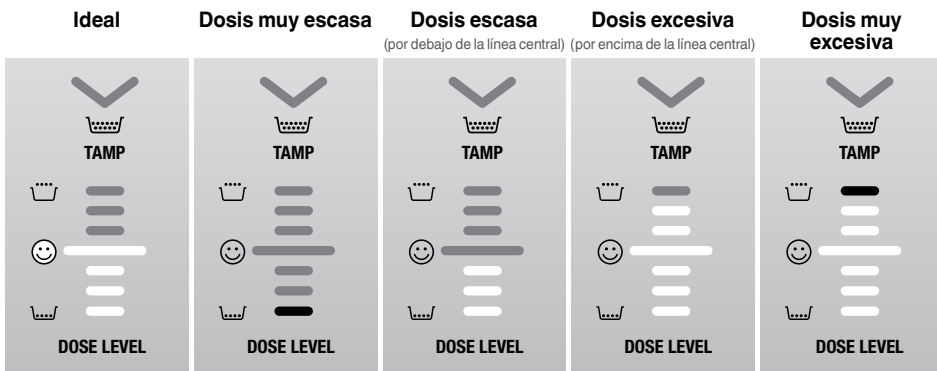 Ideal
Dosis muy escasa
Dosis escasa
(por debajo de la línea central)
Dosis excesiva
(por encima de la línea central)
Dosis muy
excesiva
TAMP
TAMP
TAMP
TAMP
TAMP
DOSE LEVEL
DOSE LEVEL
DOSE LEVEL
DOSE LEVEL
DOSE LEVEL